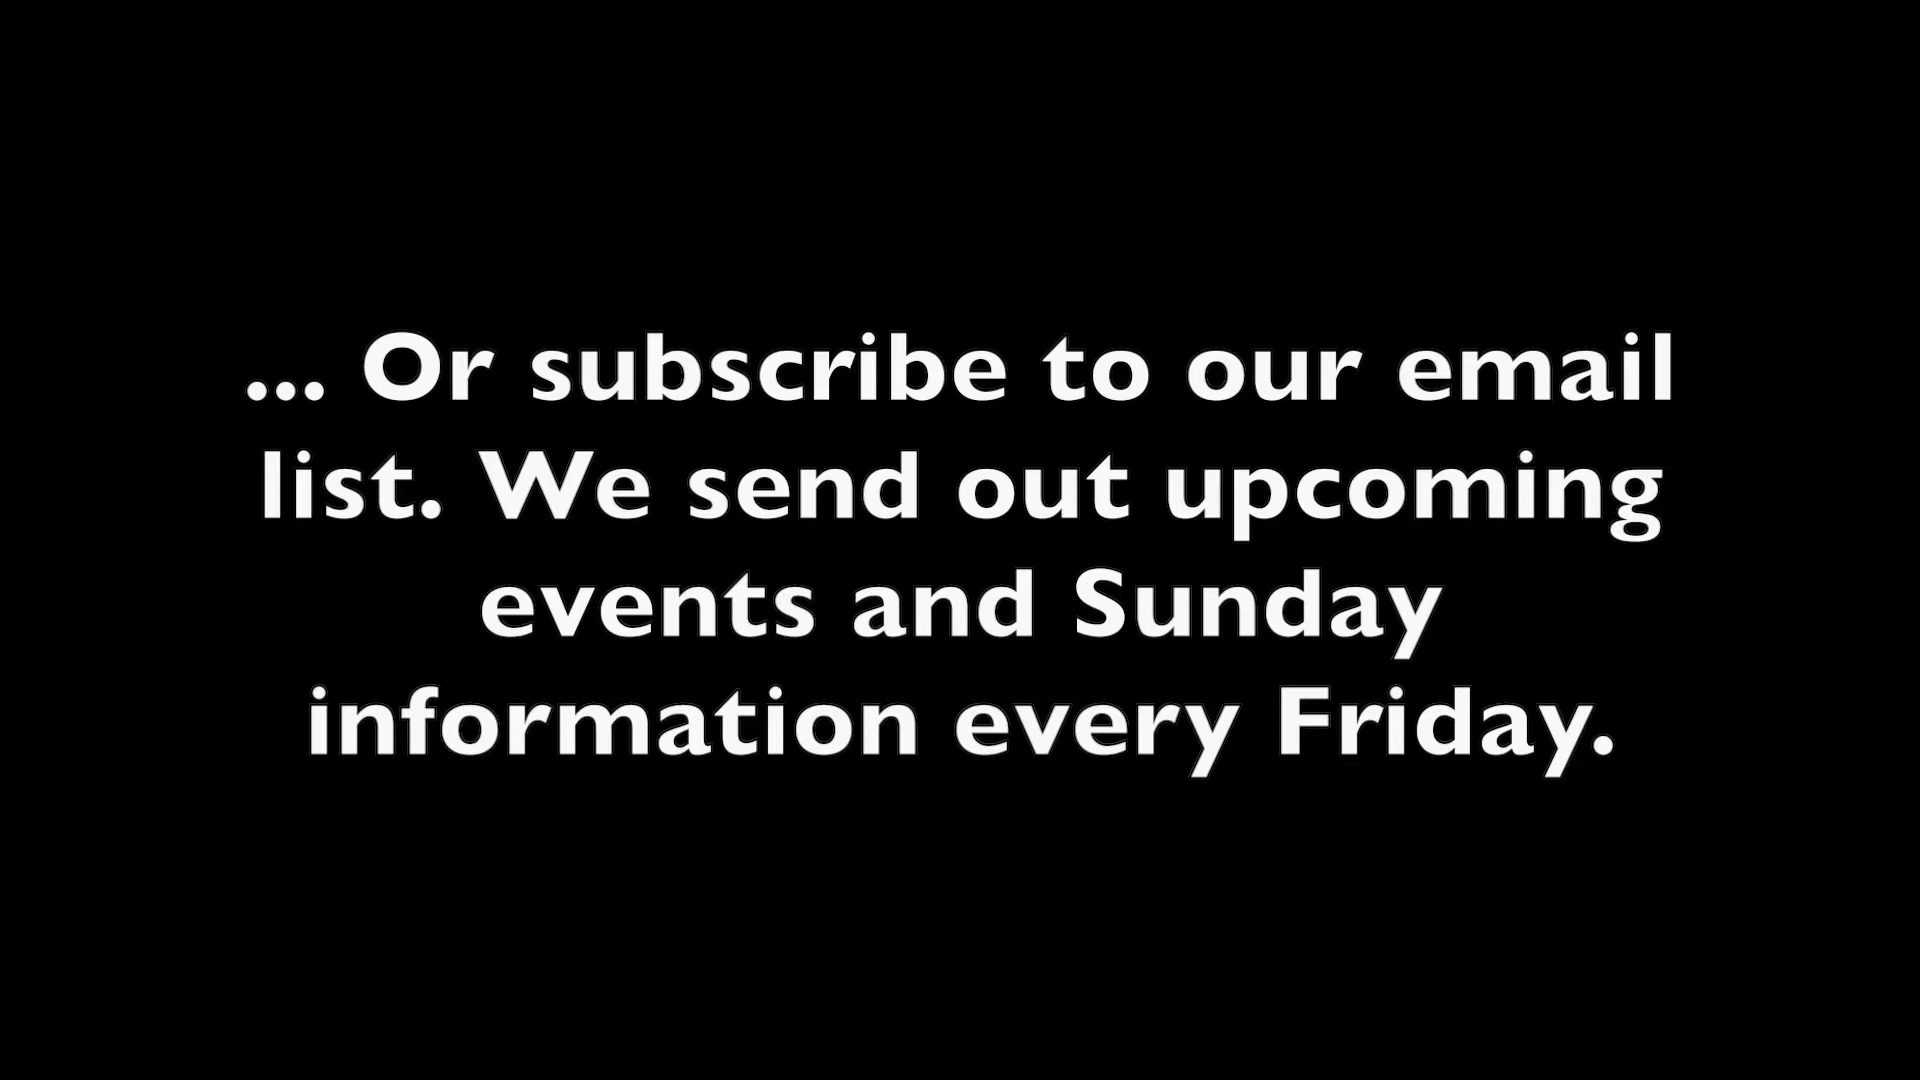 ... Or subscribe to our email
list. We send out upcoming
events and Sunday
information every Friday.